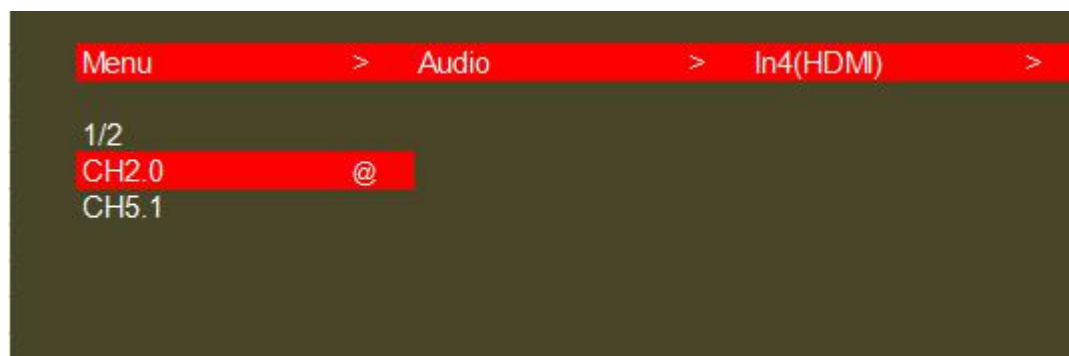 Menu > Audio > In4(HDMI) >
1/2
CH2.0 @
CH5.1